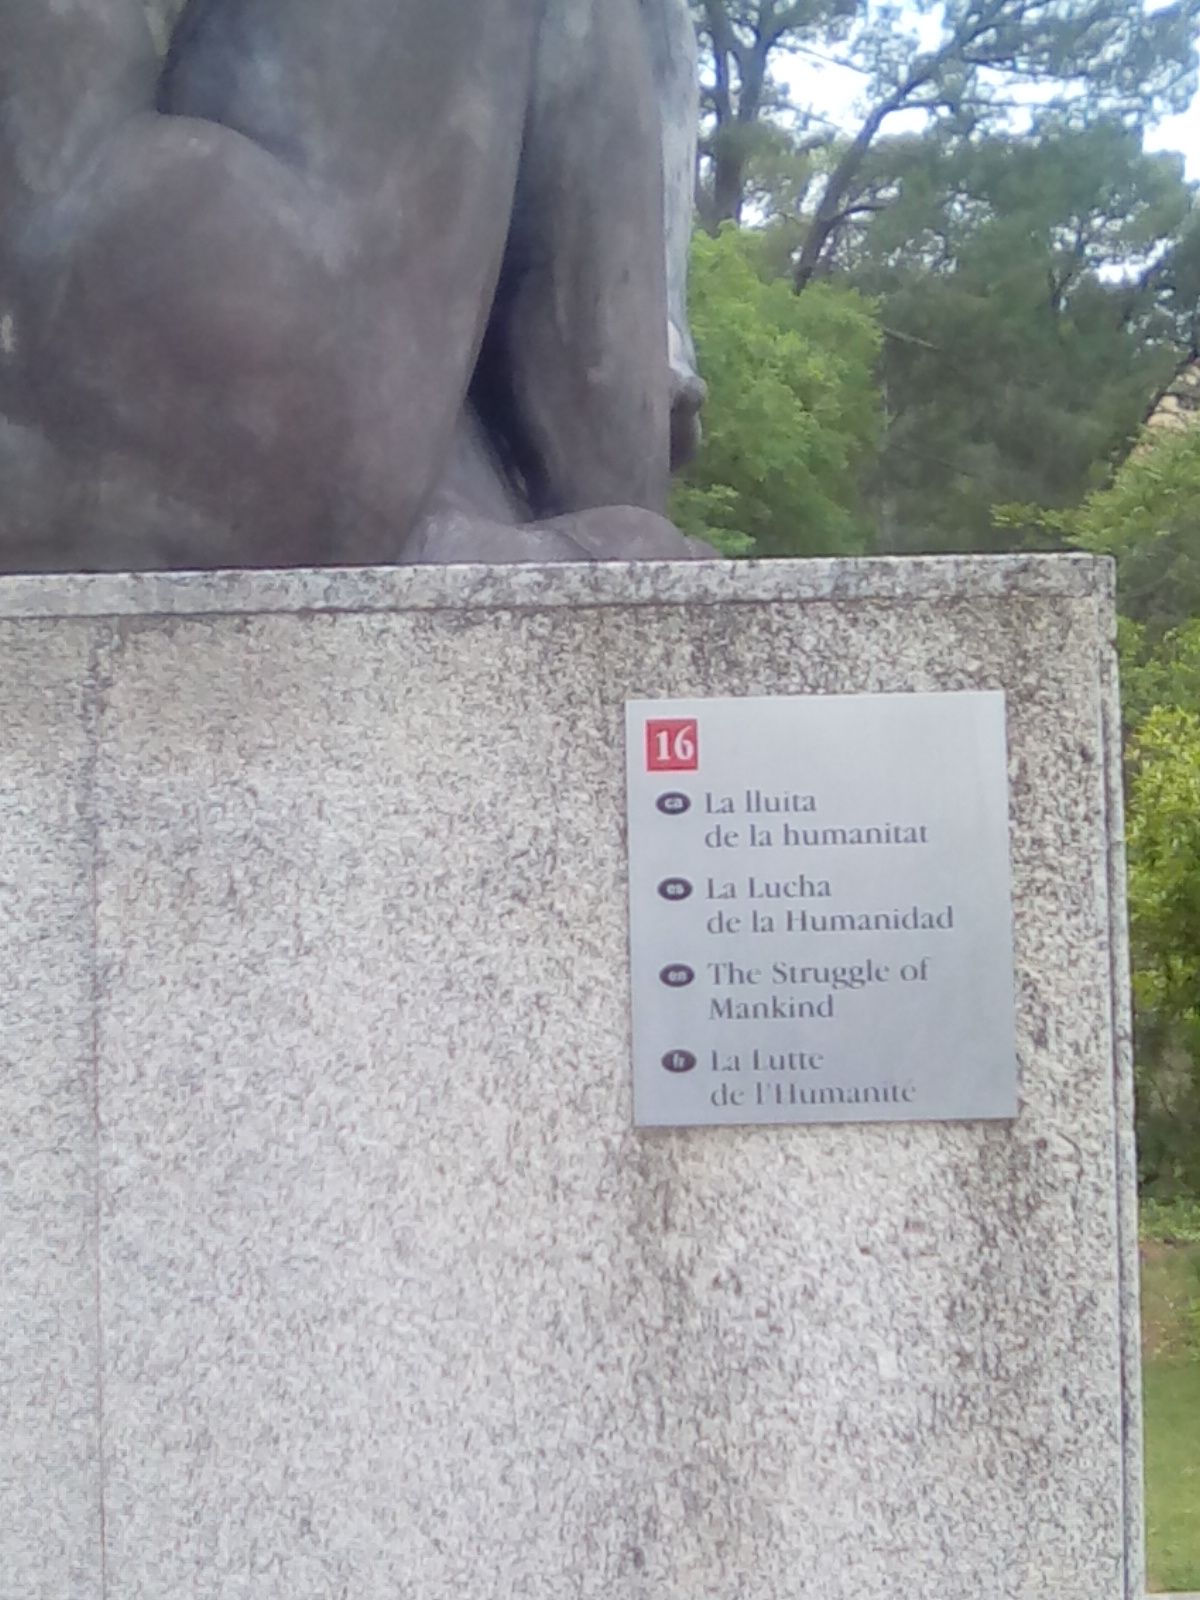 16
ca La lluita
de la humanitat
es La Lucha
de la Humanidad
en The Struggle of
Mankind
fr La Lutte
de l'Humanité